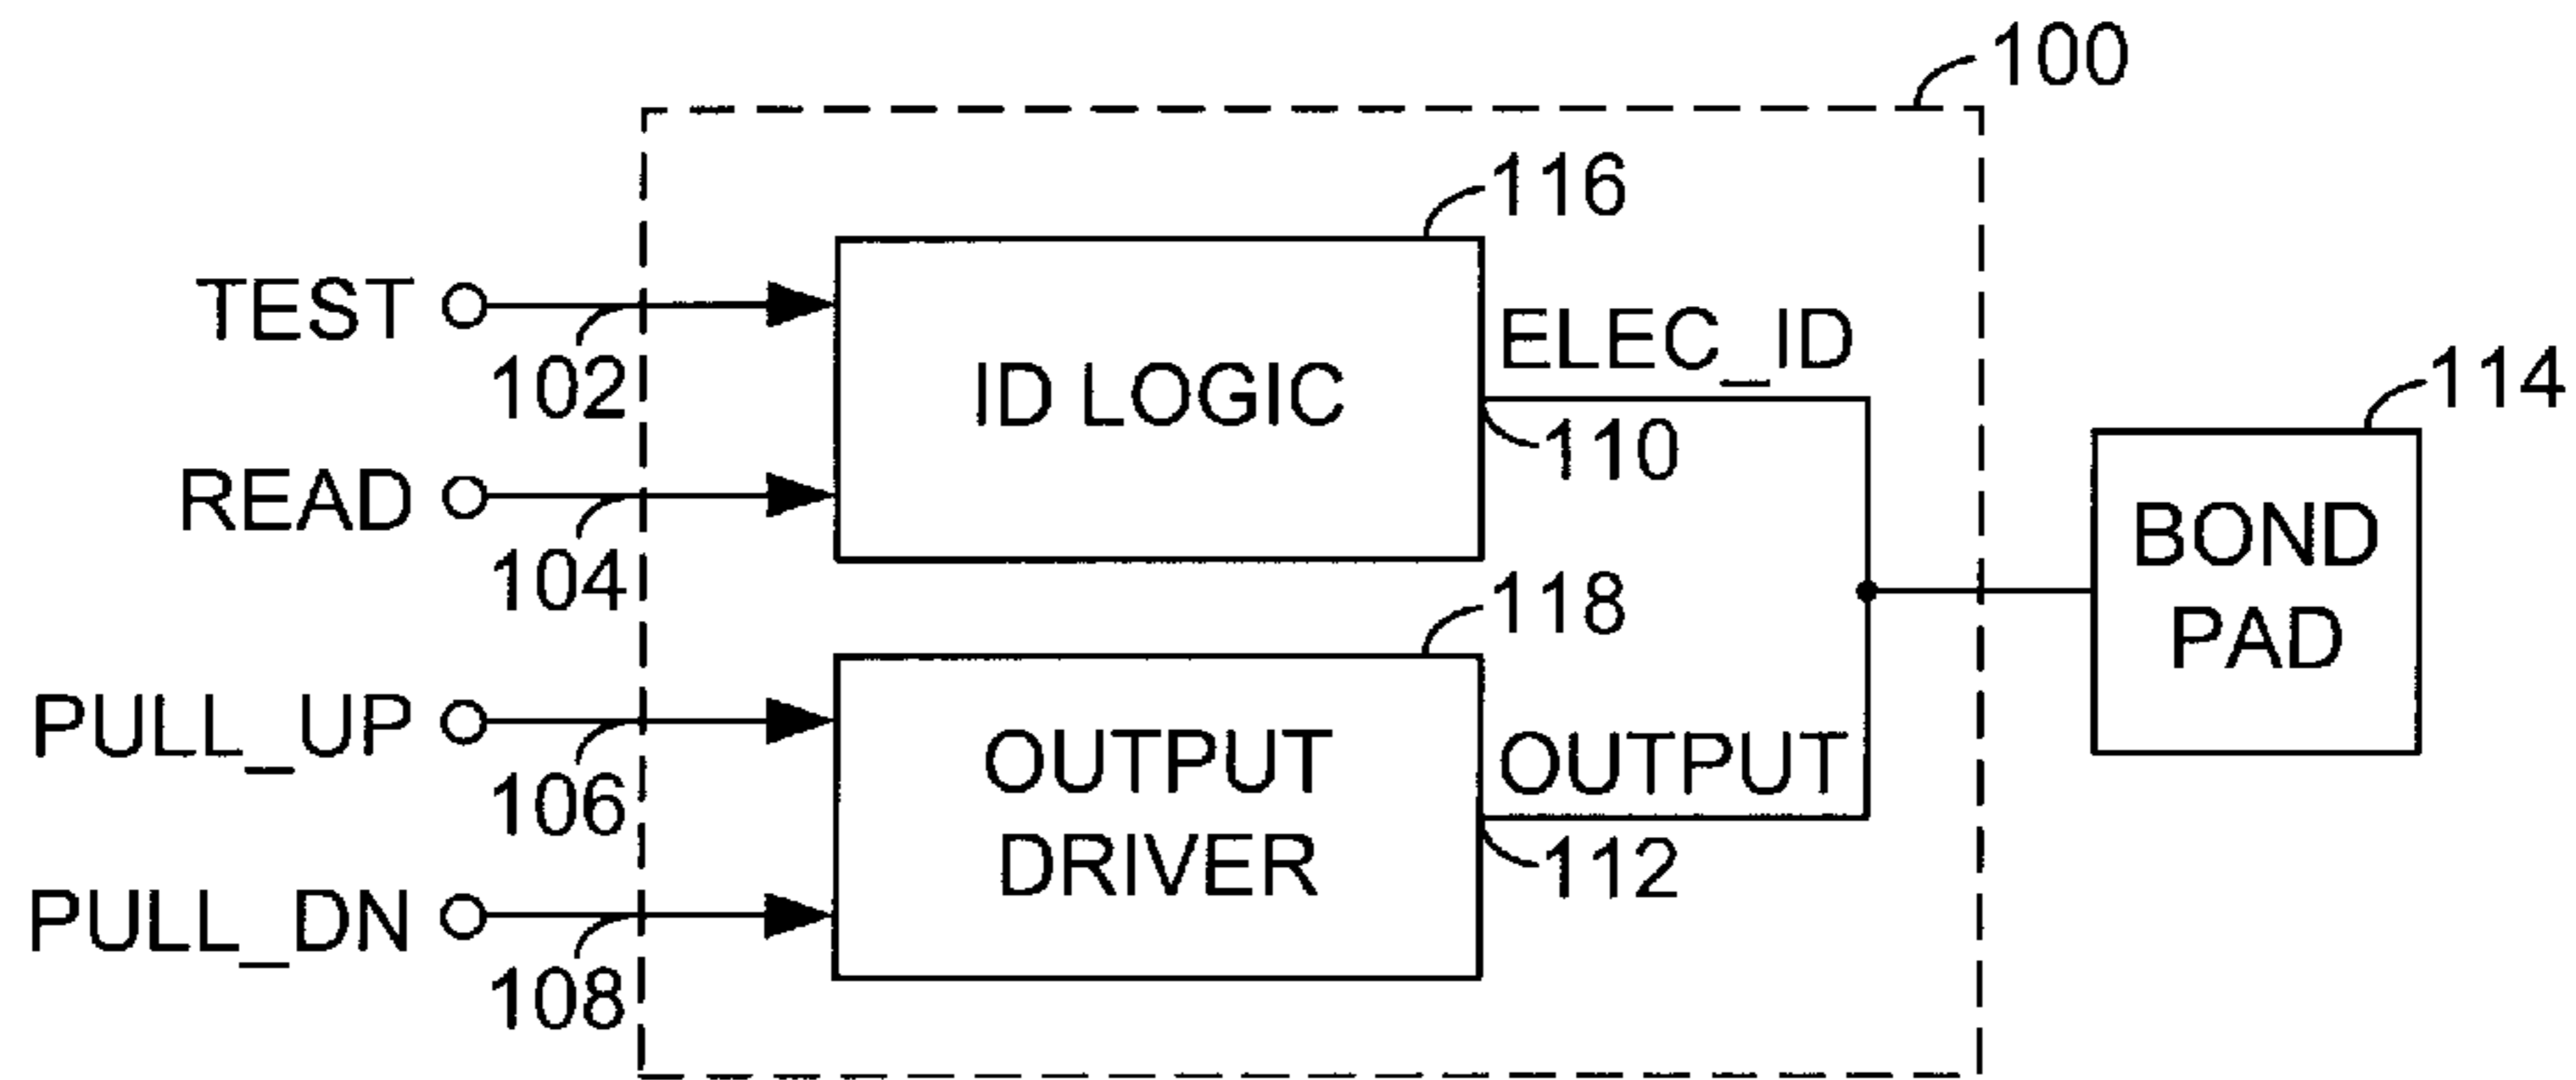 100
116
TEST
102
ID LOGIC
ELEC_ID
110
114
READ
104
BOND
PAD
118
PULL_UP
106
OUTPUT
DRIVER
OUTPUT
112
PULL_DN
108